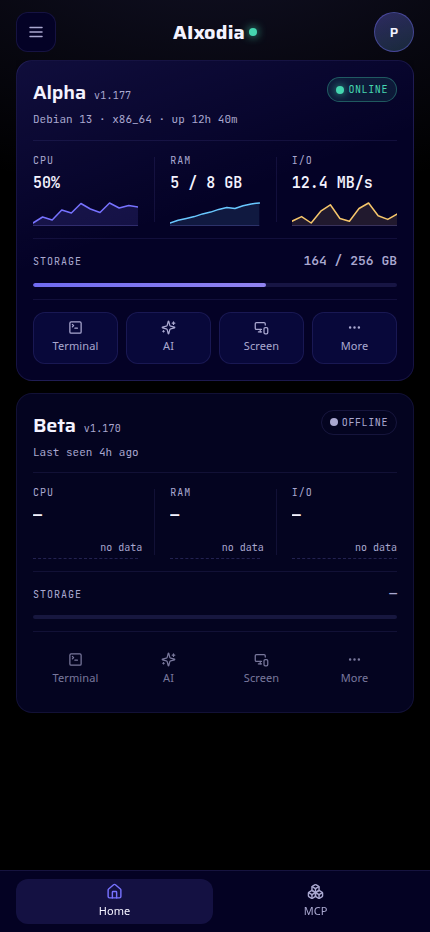 AIxodia
P
Alpha v1.177
ONLINE
Debian 13 · x86_64 · up 12h 40m
CPU
RAM
I/O
50%
5 / 8 GB
12.4 MB/s
STORAGE
164 / 256 GB
Terminal
AI
Screen
More
Beta v1.170
OFFLINE
Last seen 4h ago
CPU
RAM
I/O
—
—
—
no data
no data
no data
STORAGE
—
Terminal
AI
Screen
More
Home
MCP